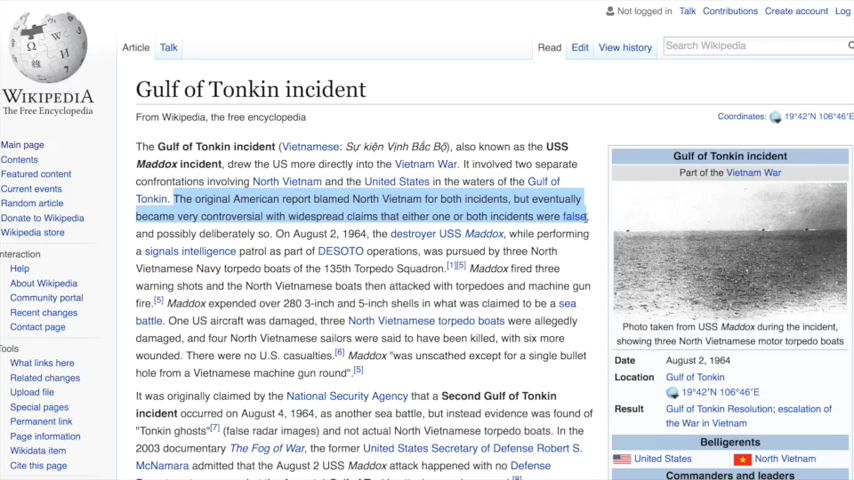 Not logged in Talk Contributions Create account Log
Article Talk Read Edit View history Search Wikipedia
WIKIPEDIA
The Free Encyclopedia
Main page
Contents
Featured content
Current events
Random article
Donate to Wikipedia
Wikipedia store
nteraction
Help
About Wikipedia
Community portal
Recent changes
Contact page
Tools
What links here
Related changes
Upload file
Special pages
Permanent link
Page information
Wikidata item
Cite this page
Gulf of Tonkin incident
From Wikipedia, the free encyclopedia
Coordinates: 19°42′N 106°46′E
The Gulf of Tonkin incident (Vietnamese: Sự kiện Vịnh Bắc Bộ), also known as the USS
Maddox incident, drew the US more directly into the Vietnam War. It involved two separate
confrontations involving North Vietnam and the United States in the waters of the Gulf of
Tonkin. The original American report blamed North Vietnam for both incidents, but eventually
became very controversial with widespread claims that either one or both incidents were false,
and possibly deliberately so. On August 2, 1964, the destroyer USS Maddox, while performing
a signals intelligence patrol as part of DESOTO operations, was pursued by three North
Vietnamese Navy torpedo boats of the 135th Torpedo Squadron.[1][5] Maddox fired three
warning shots and the North Vietnamese boats then attacked with torpedoes and machine gun
fire.[5] Maddox expended over 280 3-inch and 5-inch shells in what was claimed to be a sea
battle. One US aircraft was damaged, three North Vietnamese torpedo boats were allegedly
damaged, and four North Vietnamese sailors were said to have been killed, with six more
wounded. There were no U.S. casualties.[6] Maddox "was unscathed except for a single bullet
hole from a Vietnamese machine gun round".[5]
It was originally claimed by the National Security Agency that a Second Gulf of Tonkin
incident occurred on August 4, 1964, as another sea battle, but instead evidence was found of
"Tonkin ghosts"[7] (false radar images) and not actual North Vietnamese torpedo boats. In the
2003 documentary The Fog of War, the former United States Secretary of Defense Robert S.
McNamara admitted that the August 2 USS Maddox attack happened with no Defense
Gulf of Tonkin incident
Part of the Vietnam War
Photo taken from USS Maddox during the incident,
showing three North Vietnamese motor torpedo boats
Date August 2, 1964
Location Gulf of Tonkin
19°42′N 106°46′E
Result Gulf of Tonkin Resolution; escalation of
the War in Vietnam
Belligerents
United States North Vietnam
Commanders and leaders